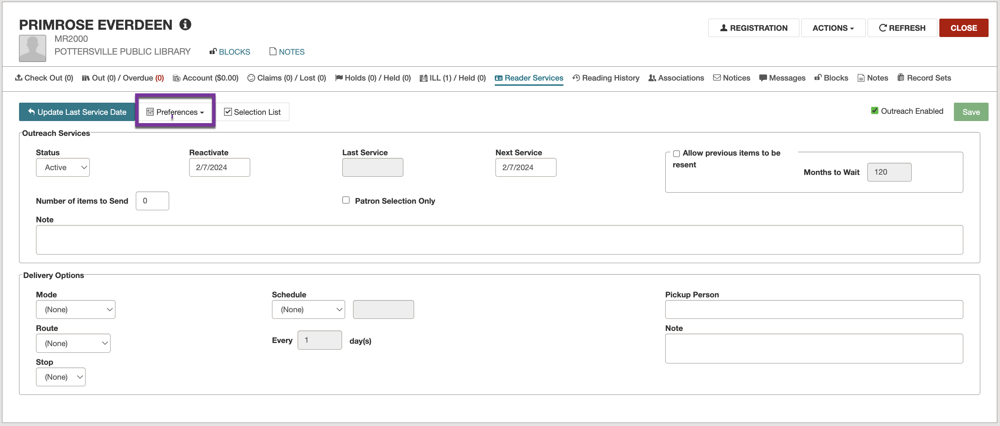 PRIMROSE EVERDEEN
MR2000
POTTERSVILLE PUBLIC LIBRARY BLOCKS NOTES
REGISTRATION ACTIONS REFRESH CLOSE
Check Out (0) Out (0) / Overdue (0) Account ($0.00) Claims (0) / Lost (0) Holds (0) / Held (0) ILL (1) / Held (0) Reader Services Reading History Associations Notices Messages Blocks Notes Record Sets
Update Last Service Date Preferences Selection List Outreach Enabled Save
Outreach Services
Status Reactivate Last Service Next Service Allow previous items to be
resent
Active 2/7/2024 2/7/2024 Months to Wait 120
Number of items to Send 0 Patron Selection Only
Note
Delivery Options
Mode Schedule Pickup Person
(None) (None)
Route Note
(None) Every 1 day(s)
Stop
(None)